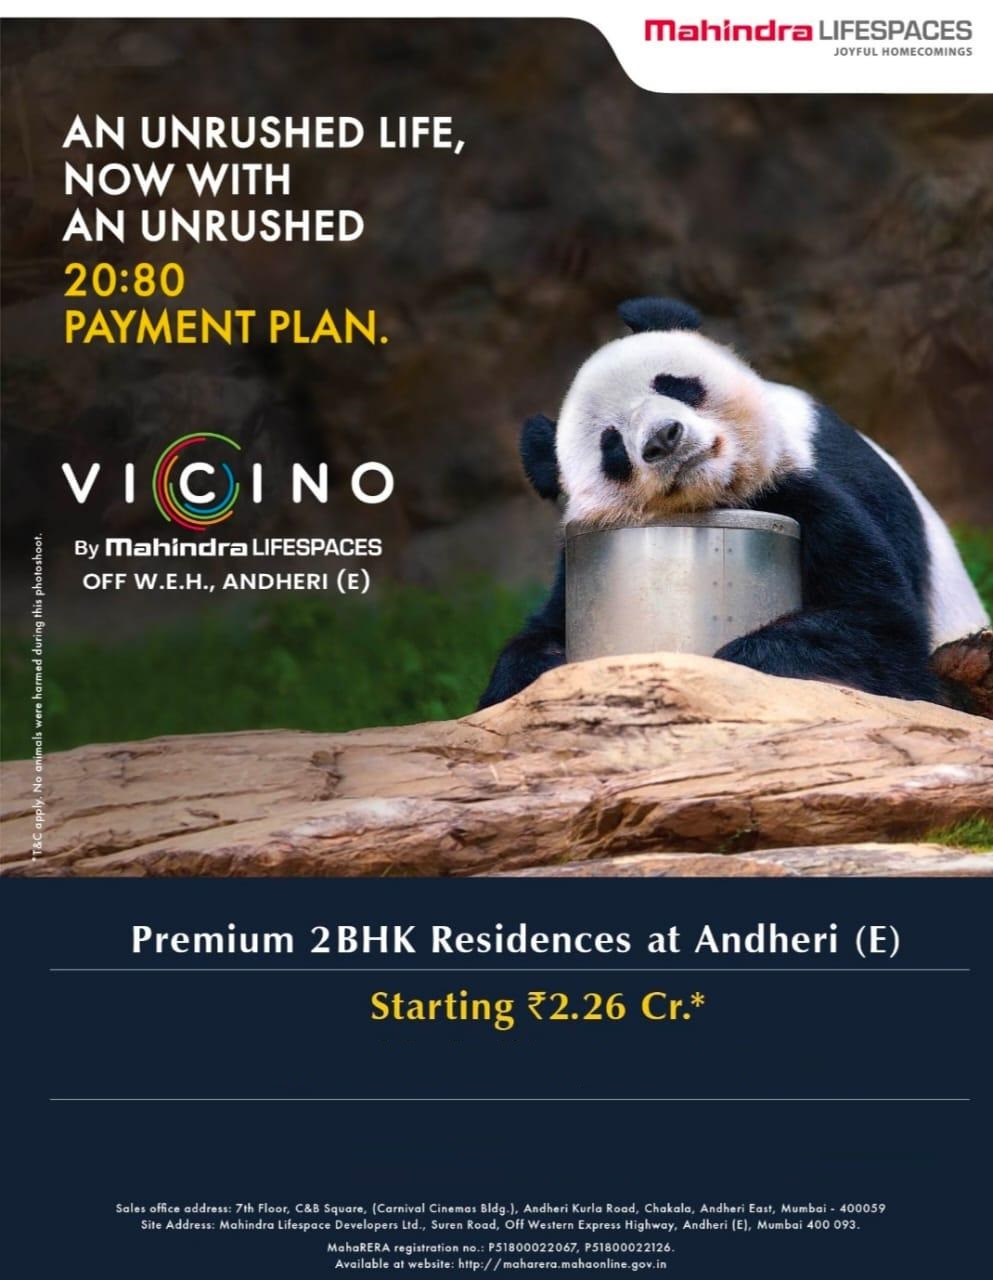 Mahindra LIFESPACES
JOYFUL HOMECOMINGS
AN UNRUSHED LIFE,
NOW WITH
AN UNRUSHED
20:80
PAYMENT PLAN.
VICINO
By Mahindra LIFESPACES
OFF W.E.H., ANDHERI (E)
*T&C apply. No animals were harmed during this photoshoot.
Premium 2BHK Residences at Andheri (E)
Starting ₹2.26 Cr.*
Sales office address: 7th Floor, C&B Square, (Carnival Cinemas Bldg.), Andheri Kurla Road, Chakala, Andheri East, Mumbai - 400059
Site Address: Mahindra Lifespace Developers Ltd., Suren Road, Off Western Express Highway, Andheri (E), Mumbai 400 093.
MahaRERA registration no.: P51800022067, P51800022126.
Available at website: http://maharera.mahaonline.gov.in